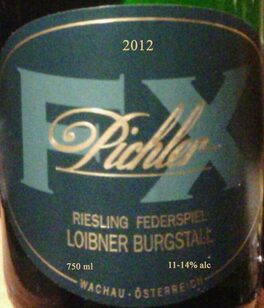 2012
FX
Pichler
RIESLING FEDERSPIEL
LOIBNER BURGSTALL
750 ml 11-14% alc
WACHAU - ÖSTERREICH